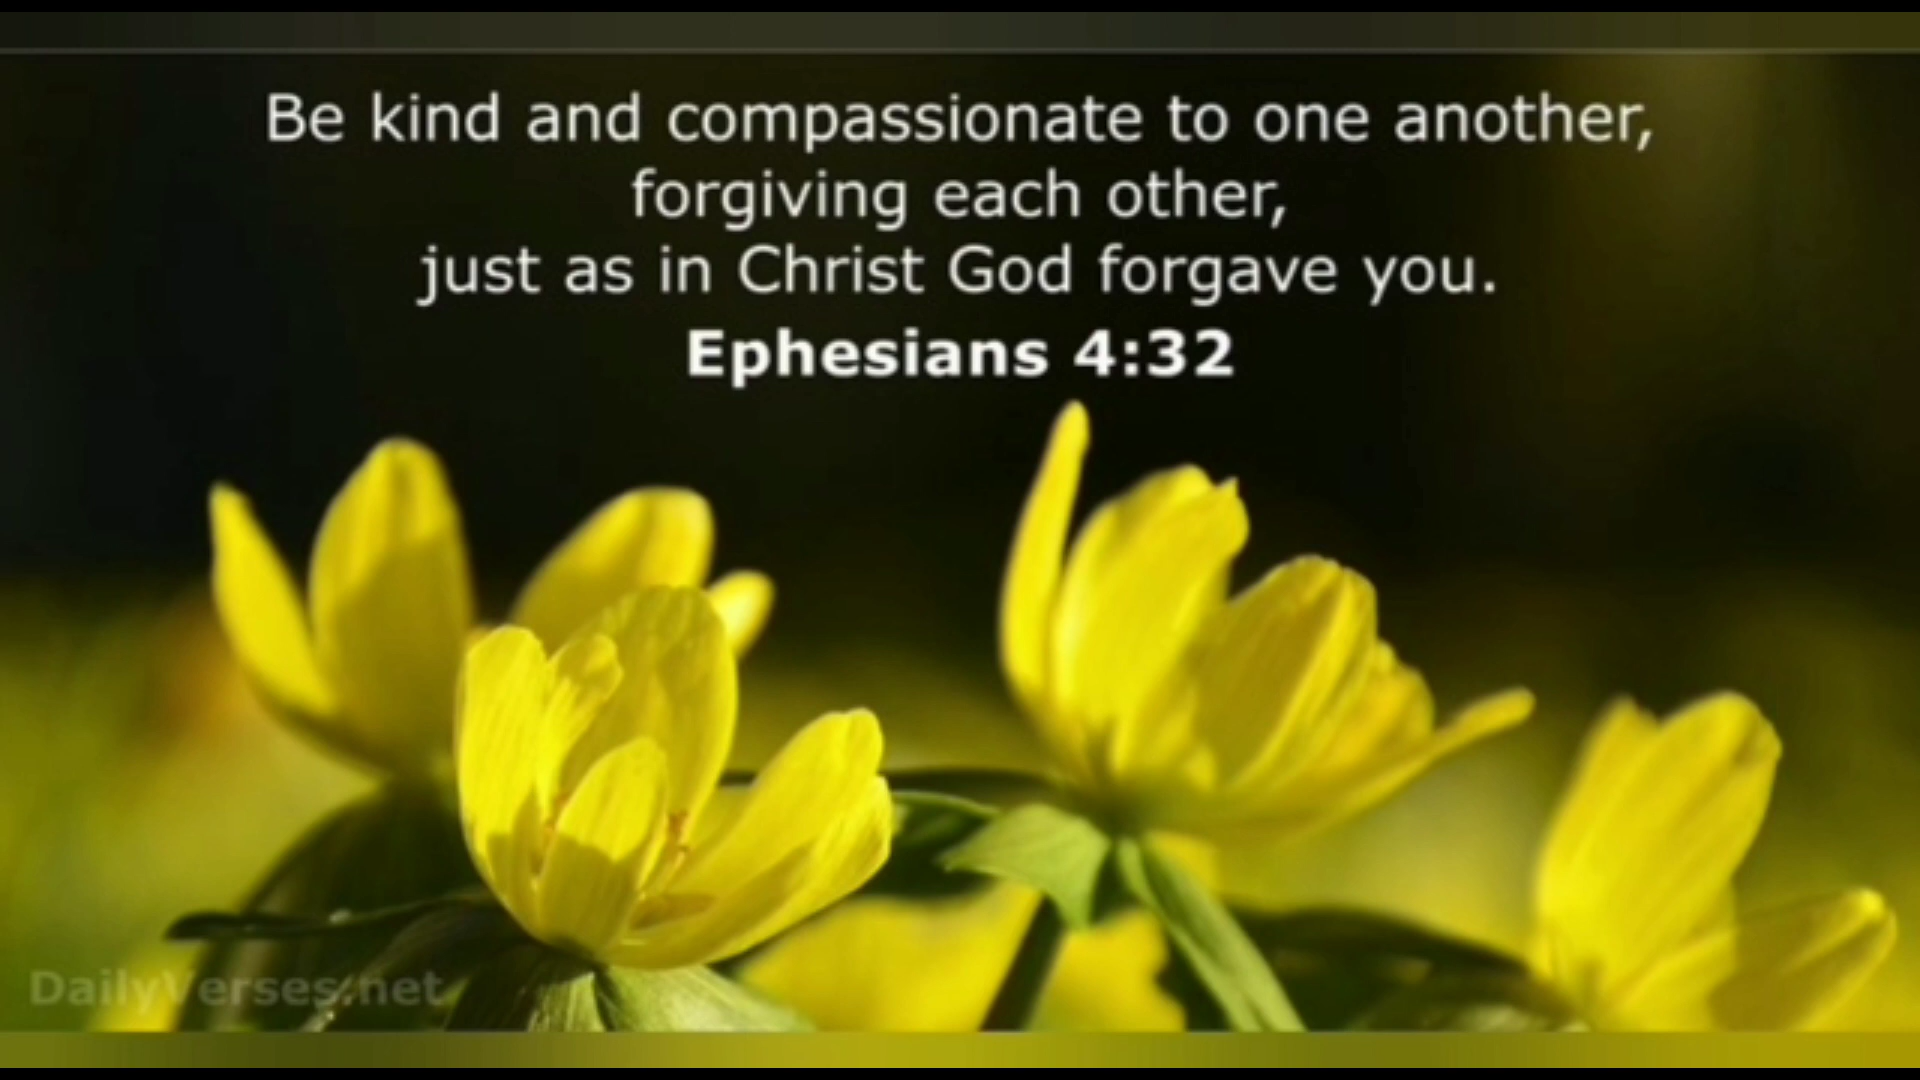 Be kind and compassionate to one another,
forgiving each other,
just as in Christ God forgave you.
Ephesians 4:32
DailyVerses.net